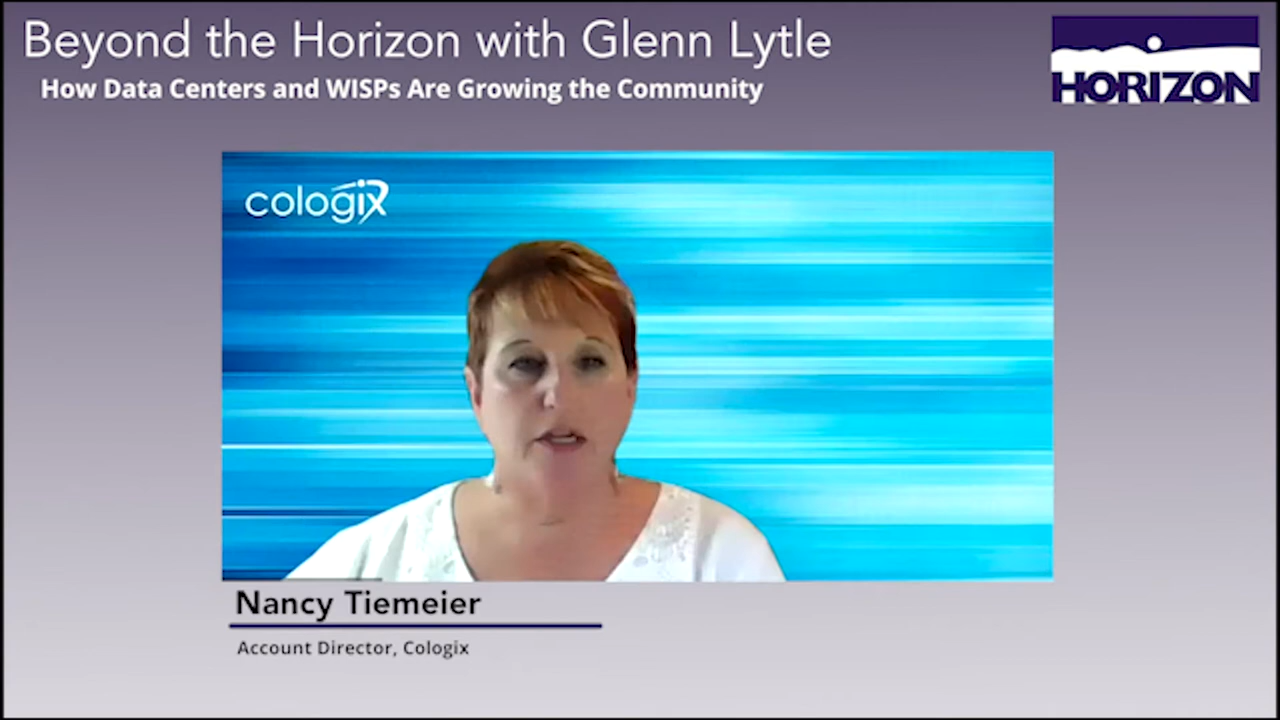 Beyond the Horizon with Glenn Lytle
How Data Centers and WISPs Are Growing the Community
HORIZON
cologix
Nancy Tiemeier
Account Director, Cologix